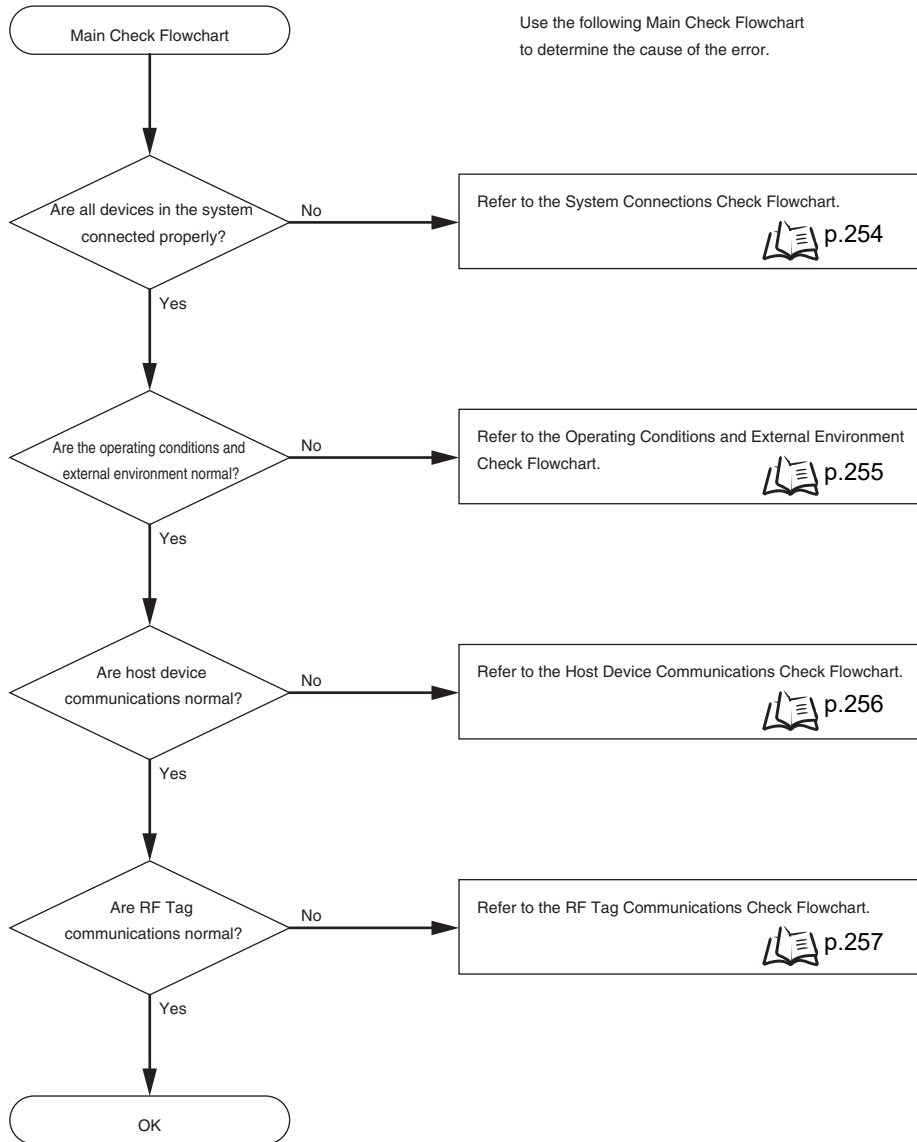 Main Check Flowchart
Use the following Main Check Flowchart
to determine the cause of the error.
Are all devices in the system
connected properly?
No
Refer to the System Connections Check Flowchart.
p.254
Yes
Are the operating conditions and
external environment normal?
No
Refer to the Operating Conditions and External Environment
Check Flowchart.
p.255
Yes
Are host device
communications normal?
No
Refer to the Host Device Communications Check Flowchart.
p.256
Yes
Are RF Tag
communications normal?
No
Refer to the RF Tag Communications Check Flowchart.
p.257
Yes
OK